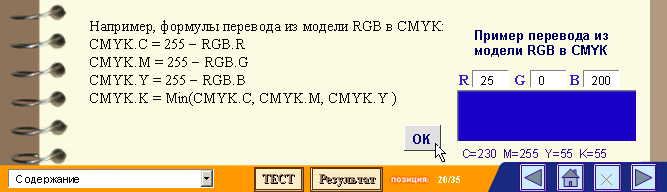 Например, формулы перевода из модели RGB в CMYK:
CMYK.C = 255 – RGB.R
CMYK.M = 255 – RGB.G
CMYK.Y = 255 – RGB.B
CMYK.K = Min(CMYK.C, CMYK.M, CMYK.Y )
OK
Пример перевода из
модели RGB в CMYK
R 25 G 0 B 200
C=230 M=255 Y=55 K=55
Содержание ТЕСТ Результат позиция: 20/35